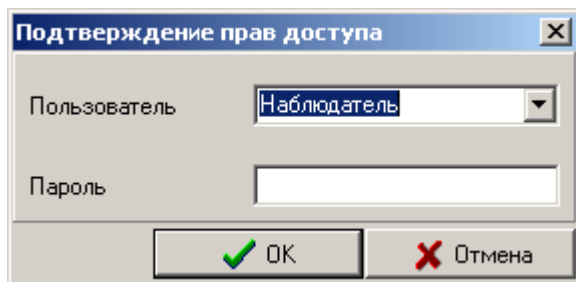 Подтверждение прав доступа
Пользователь Наблюдатель
Пароль
OK Отмена